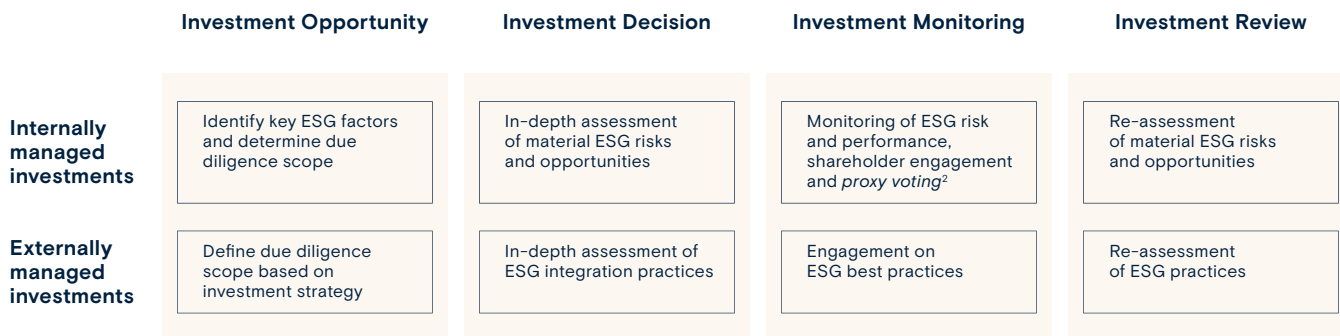 Investment Opportunity
Investment Decision
Investment Monitoring
Investment Review
Internally
managed
investments
Identify key ESG factors
and determine due
diligence scope
In-depth assessment
of material ESG risks
and opportunities
Monitoring of ESG risk
and performance,
shareholder engagement
and proxy voting²
Re-assessment
of material ESG risks
and opportunities
Externally
managed
investments
Define due diligence
scope based on
investment strategy
In-depth assessment of
ESG integration practices
Engagement on
ESG best practices
Re-assessment
of ESG practices